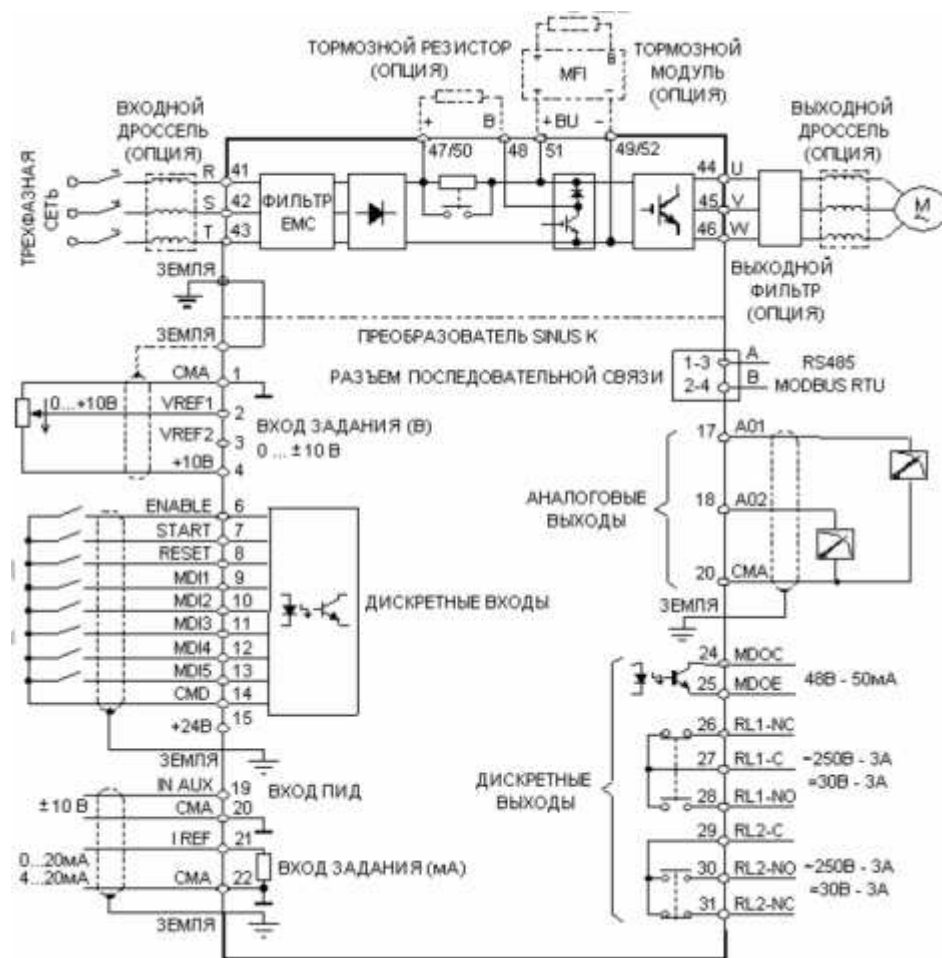 ТОРМОЗНОЙ РЕЗИСТОР
(ОПЦИЯ)
+ B
+ B
MFI
ТОРМОЗНОЙ
МОДУЛЬ
(ОПЦИЯ)
ВХОДНОЙ
ДРОССЕЛЬ
(ОПЦИЯ)
ВЫХОДНОЙ
ДРОССЕЛЬ
(ОПЦИЯ)
+ BU -
47/50 48 51 49/52
ТРЕХФАЗНАЯ
СЕТЬ
R 41
S 42
T 43
ФИЛЬТР
EMC
44 U
45 V
46 W
M
~
ЗЕМЛЯ
ВЫХОДНОЙ
ФИЛЬТР
(ОПЦИЯ)
ПРЕОБРАЗОВАТЕЛЬ SINUS K
ЗЕМЛЯ
РАЗЪЕМ ПОСЛЕДОВАТЕЛЬНОЙ СВЯЗИ
1-3 A RS485
2-4 B MODBUS RTU
CMA 1
0...+10В VREF1 2
VREF2 3
+10В 4
ВХОД ЗАДАНИЯ (В)
0 ... ±10 В
17 А01
18 А02
20 СМА
АНАЛОГОВЫЕ
ВЫХОДЫ
ЗЕМЛЯ
ENABLE 6
START 7
RESET 8
MDI1 9
MDI2 10
MDI3 11
MDI4 12
MDI5 13
CMD 14
+24В 15
ДИСКРЕТНЫЕ ВХОДЫ
ЗЕМЛЯ
24 MDOC
25 MDOE
48В - 50мА
26 RL1-NC
27 RL1-C
28 RL1-NO
≈250В - 3А
=30В - 3А
29 RL2-C
30 RL2-NO
31 RL2-NC
≈250В - 3А
=30В - 3А
ДИСКРЕТНЫЕ
ВЫХОДЫ
±10 В
IN AUX 19
CMA 20
ВХОД ПИД
I REF 21
CMA 22
0...20мА
4...20мА
ВХОД ЗАДАНИЯ (мА)
ЗЕМЛЯ